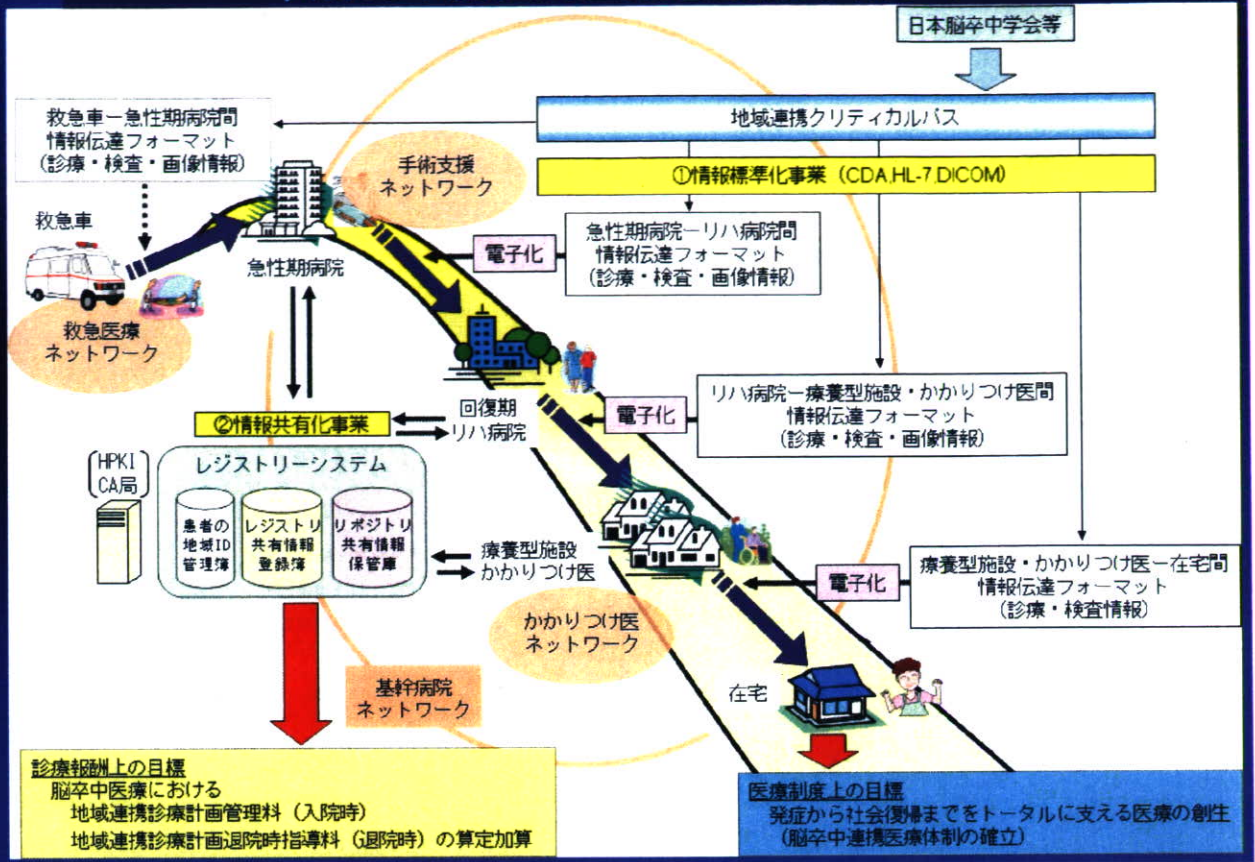 日本脳卒中学会等
地域連携クリティカルパス
①情報標準化事業（CDA,HL-7,DICOM）
救急車ー急性期病院間
情報伝達フォーマット
(診療・検査・画像情報)
手術支援
ネットワーク
救急車
急性期病院
救急医療
ネットワーク
電子化
急性期病院ーリハ病院間
情報伝達フォーマット
(診療・検査・画像情報)
電子化
リハ病院ー療養型施設・かかりつけ医間
情報伝達フォーマット
(診療・検査・画像情報)
回復期
リハ病院
②情報共有化事業
HPKI
CA局
レジストリーシステム
患者の
地域ID
管理簿
レジストリ
共有情報
登録簿
リポジトリ
共有情報
保管庫
療養型施設
かかりつけ医
電子化
療養型施設・かかりつけ医ー在宅間
情報伝達フォーマット
(診療・検査情報)
かかりつけ医
ネットワーク
基幹病院
ネットワーク
在宅
診療報酬上の目標
脳卒中医療における
地域連携診療計画管理料（入院時）
地域連携診療計画退院時指導料（退院時）の算定加算
医療制度上の目標
発症から社会復帰までをトータルに支える医療の創生
(脳卒中連携医療体制の確立)